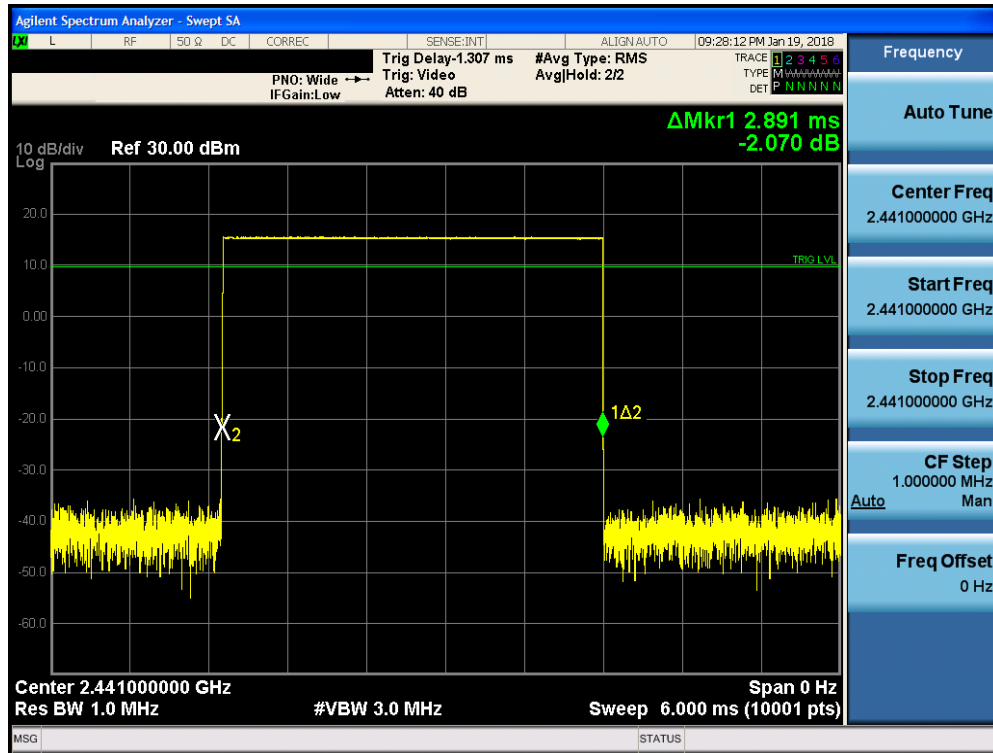 Agilent Spectrum Analyzer - Swept SA
LXI L RF 50 Ω DC CORREC SENSE:INT ALIGN AUTO 09:28:12 PM Jan 19, 2018
Trig Delay-1.307 ms #Avg Type: RMS TRACE 1 2 3 4 5 6
PNO: Wide Trig: Video Avg|Hold: 2/2 TYPE M WWWWW
IFGain:Low Atten: 40 dB DET P N N N N N
ΔMkr1 2.891 ms
-2.070 dB
10 dB/div Ref 30.00 dBm
Log
20.0
10.0
TRIG LVL
0.00
-10.0
-20.0
1Δ2
2
-30.0
-40.0
-50.0
-60.0
Center 2.441000000 GHz Span 0 Hz
Res BW 1.0 MHz #VBW 3.0 MHz Sweep 6.000 ms (10001 pts)
MSG STATUS
Frequency
Auto Tune
Center Freq
2.441000000 GHz
Start Freq
2.441000000 GHz
Stop Freq
2.441000000 GHz
CF Step
1.000000 MHz
Auto Man
Freq Offset
0 Hz